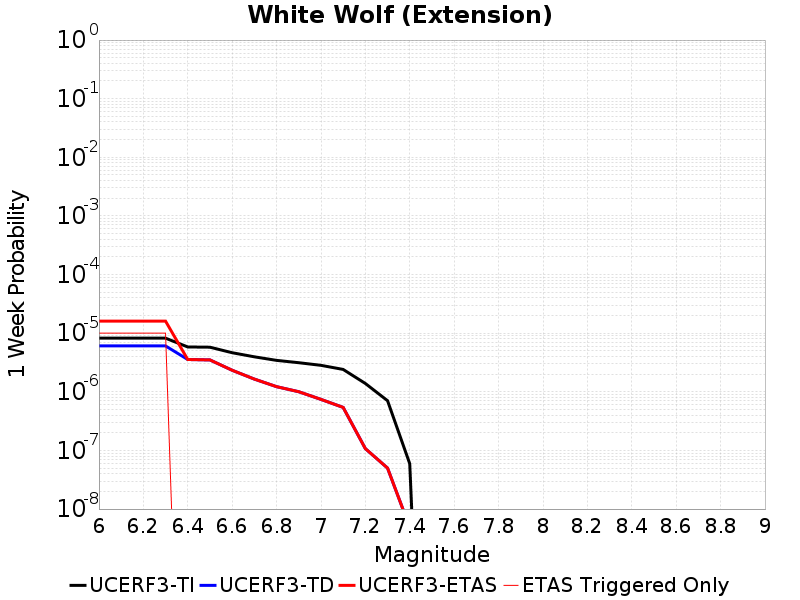 White Wolf (Extension)
1 Week Probability
10^0
10^-1
10^-2
10^-3
10^-4
10^-5
10^-6
10^-7
10^-8
6 6.2 6.4 6.6 6.8 7 7.2 7.4 7.6 7.8 8 8.2 8.4 8.6 8.8 9
Magnitude
UCERF3-TI UCERF3-TD UCERF3-ETAS ETAS Triggered Only